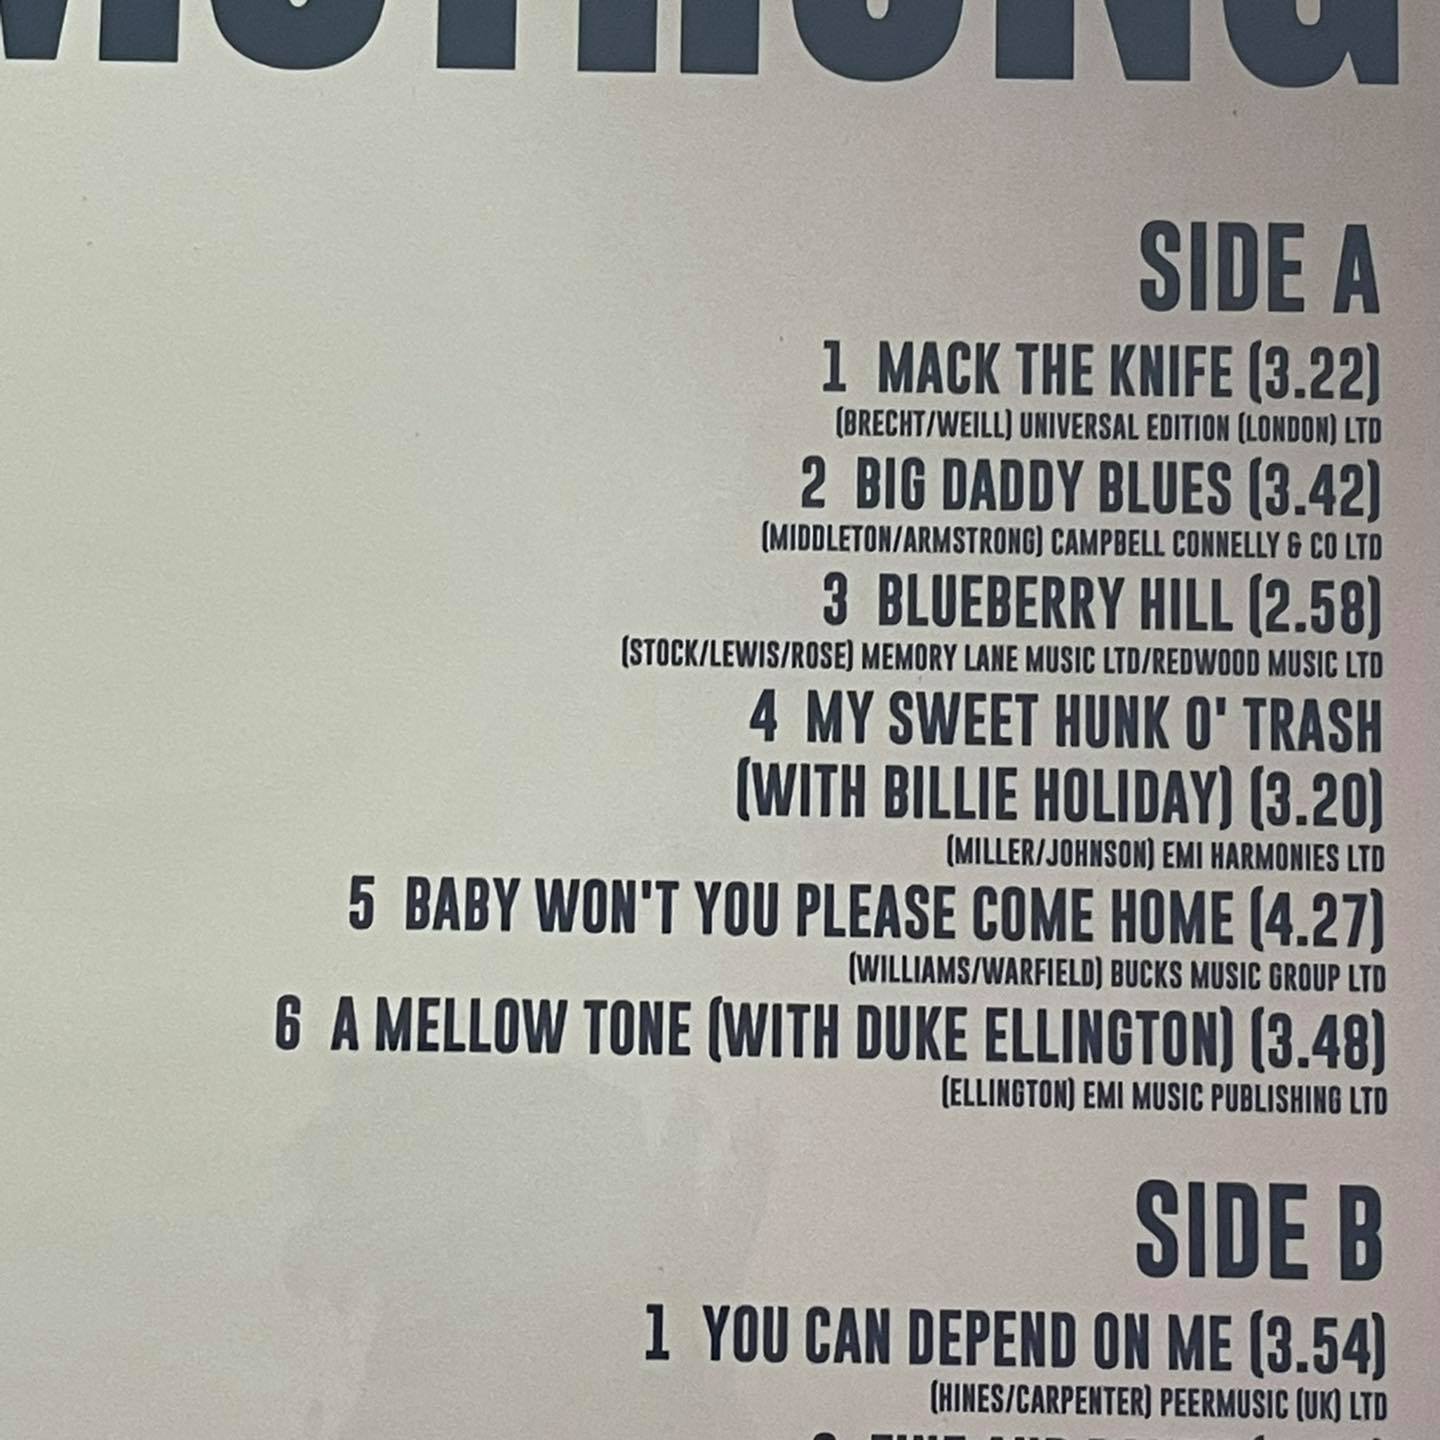 MSTRONG
SIDE A
1 MACK THE KNIFE (3.22)
(BRECHT/WEILL) UNIVERSAL EDITION (LONDON) LTD
2 BIG DADDY BLUES (3.42)
(MIDDLETON/ARMSTRONG) CAMPBELL CONNELLY & CO LTD
3 BLUEBERRY HILL (2.58)
(STOCK/LEWIS/ROSE) MEMORY LANE MUSIC LTD/REDWOOD MUSIC LTD
4 MY SWEET HUNK O' TRASH
(WITH BILLIE HOLIDAY) (3.20)
(MILLER/JOHNSON) EMI HARMONIES LTD
5 BABY WON'T YOU PLEASE COME HOME (4.27)
(WILLIAMS/WARFIELD) BUCKS MUSIC GROUP LTD
6 A MELLOW TONE (WITH DUKE ELLINGTON) (3.48)
(ELLINGTON) EMI MUSIC PUBLISHING LTD
SIDE B
1 YOU CAN DEPEND ON ME (3.54)
(HINES/CARPENTER) PEERMUSIC (UK) LTD